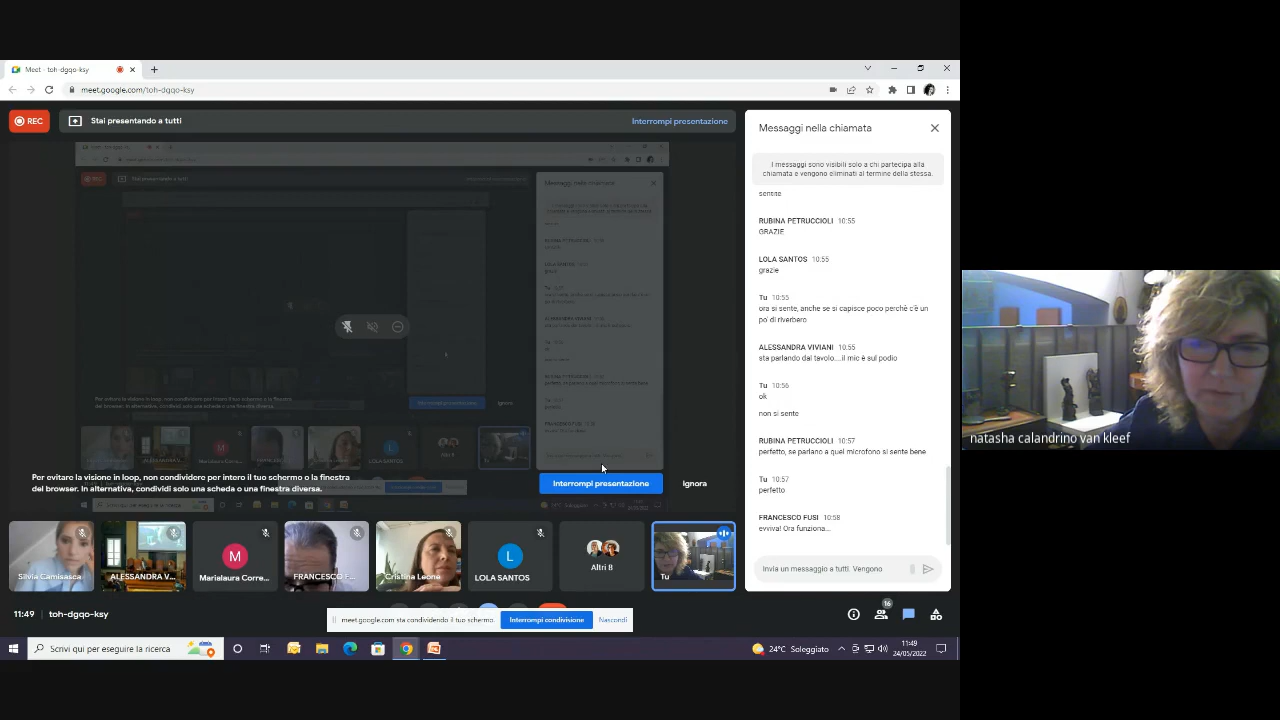 Meet - toh-dgqo-ksy
meet.google.com/toh-dgqo-ksy
REC
Stai presentando a tutti
Interrompi presentazione
Messaggi nella chiamata
I messaggi sono visibili solo a chi partecipa alla
chiamata e vengono eliminati al termine della stessa.
sentite
RUBINA PETRUCCIOLI 10:55
GRAZIE
LOLA SANTOS 10:55
grazie
Tu 10:55
ora si sente, anche se si capisce poco perchè c'è un
po' di riverbero
ALESSANDRA VIVIANI 10:55
sta parlando dal tavolo....il mic è sul podio
Tu 10:56
ok
non si sente
RUBINA PETRUCCIOLI 10:57
perfetto, se parlano a quel microfono si sente bene
Tu 10:57
perfetto
FRANCESCO FUSI 10:58
evviva! Ora funziona...
Invia un messaggio a tutti. Vengono
Per evitare la visione in loop, non condividere per intero il tuo schermo o la finestra
del browser. In alternativa, condividi solo una scheda o una finestra diversa.
Interrompi presentazione
Ignora
Silvia Camisasca
ALESSANDRA V...
M
Marialaura Corre...
FRANCESCO F...
Cristina Leone
L
LOLA SANTOS
Altri 8
Tu
11:49
toh-dgqo-ksy
16
meet.google.com sta condividendo il tuo schermo.
Interrompi condivisione
Nascondi
Scrivi qui per eseguire la ricerca
24°C Soleggiato
11:49
24/05/2022
natasha calandrino van kleef